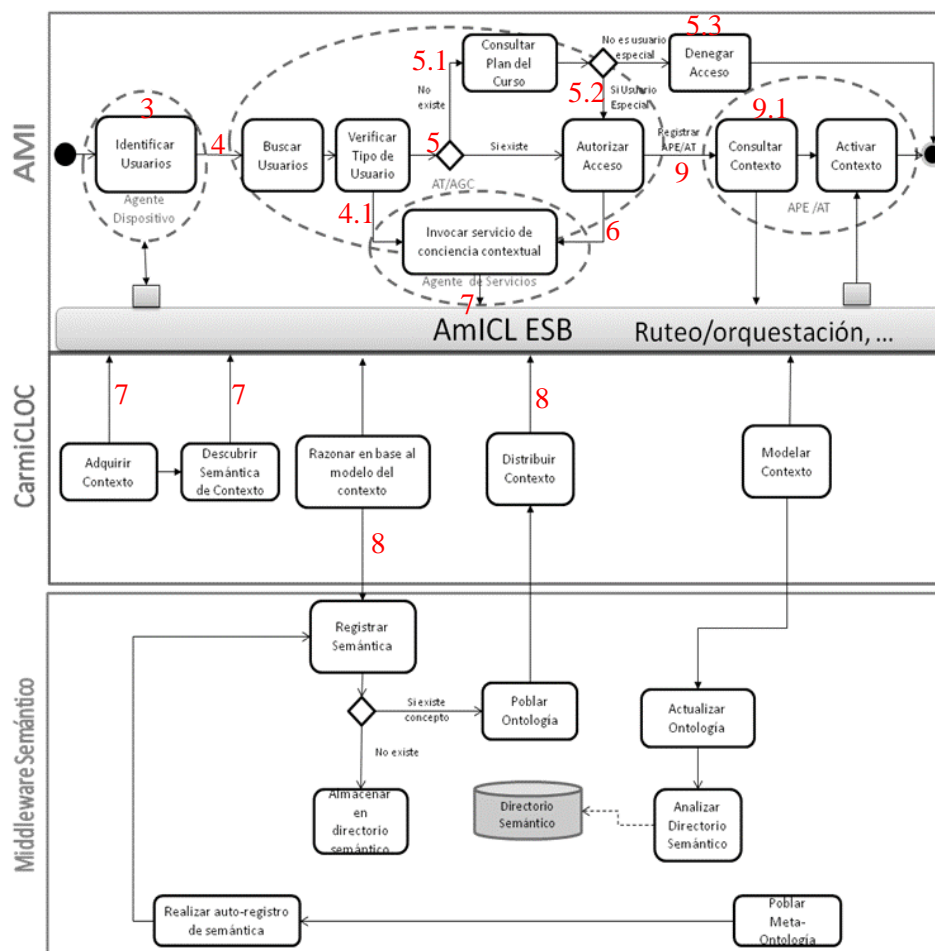 AMI
3
Identificar
Usuarios
Agente
Dispositivo
4
Buscar
Usuarios
Verificar
Tipo de
Usuario
4.1
5
AT/AGC
No
existe
5.1
Consultar
Plan del
Curso
No es usuario
especial
5.3
Denegar
Acceso
5.2
Si Usuario
Especial
Si existe
Autorizar
Acceso
6
Invocar servicio de
conciencia contextual
Agente de Servicios
7
Registrar
APE/AT
9
9.1
Consultar
Contexto
Activar
Contexto
APE /AT
AmICL ESB
Ruteo/orquestación, ...
CarmiCLOC
7
7
8
Adquirir
Contexto
Descubrir
Semántica
de Contexto
Razonar en base al
modelo del
contexto
Distribuir
Contexto
Modelar
Contexto
8
Middleware Semántico
Registrar
Semántica
Si existe
concepto
No existe
Poblar
Ontología
Almacenar
en
directorio
semántico
Directorio
Semántico
Actualizar
Ontología
Analizar
Directorio
Semántico
Realizar auto-registro
de semántica
Poblar
Meta-
Ontología